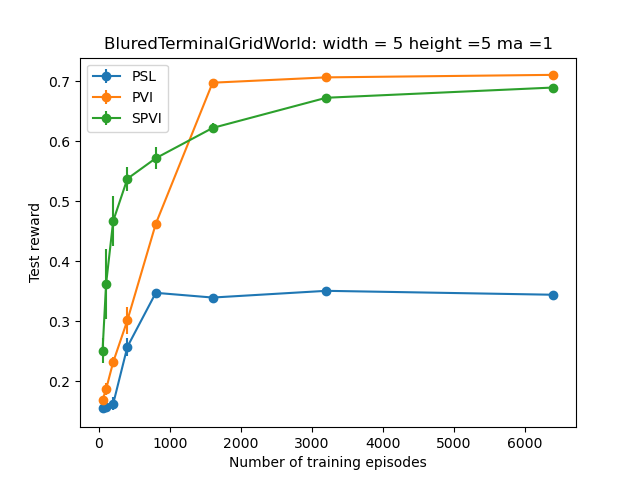 BluredTerminalGridWorld: width = 5 height =5 ma =1
PSL
PVI
SPVI
0.7
0.6
0.5
0.4
0.3
0.2
Test reward
0 1000 2000 3000 4000 5000 6000
Number of training episodes